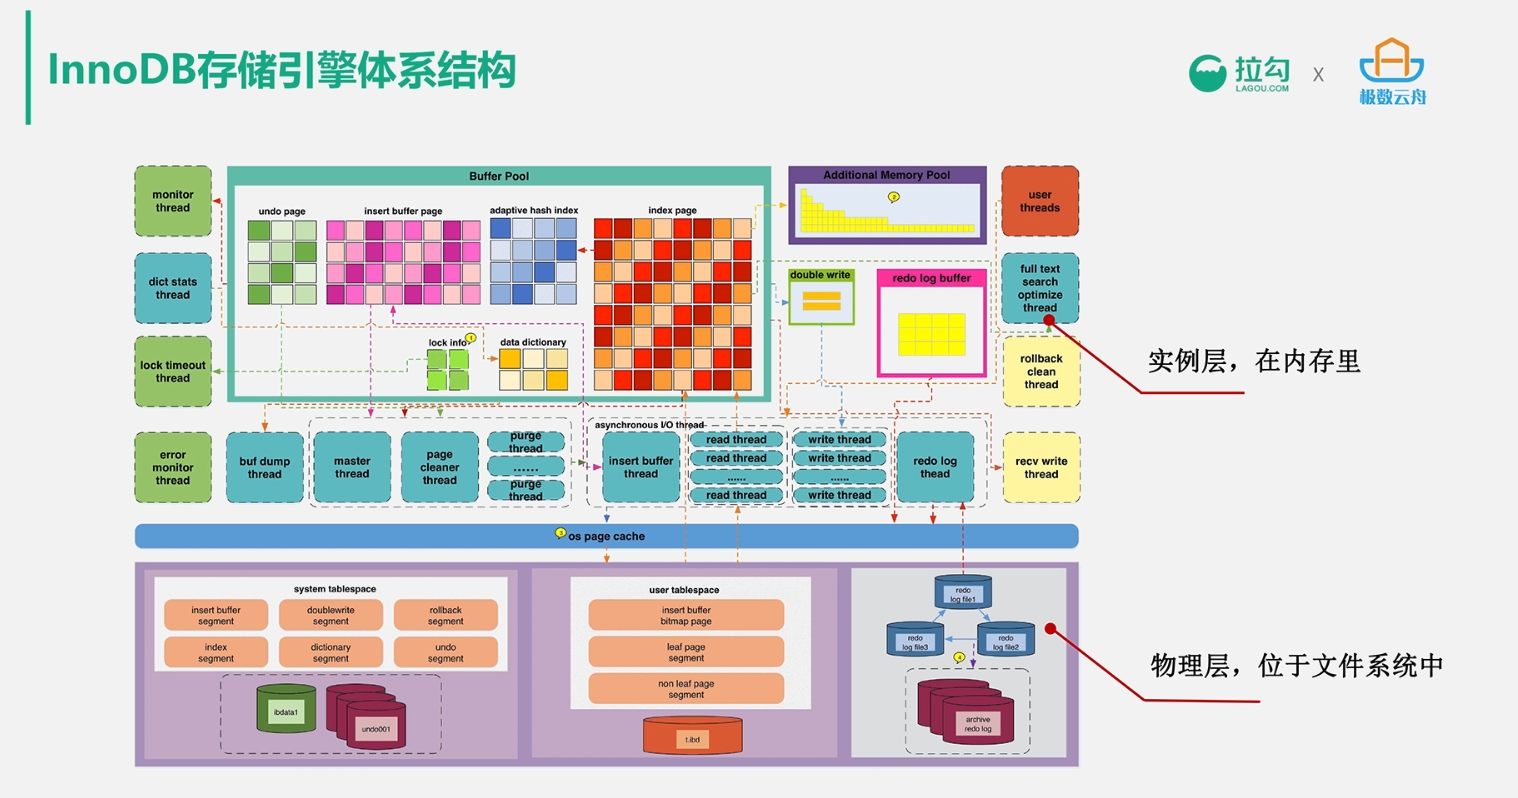 InnoDB存储引擎体系结构
拉勾
LAGOU.COM
X
极数云舟
monitor
thread
Buffer Pool
undo page
insert buffer page
adaptive hash index
index page
Additional Memory Pool
2
user
threads
dict stats
thread
double write
redo log buffer
full text
search
optimize
thread
lock timeout
thread
lock info
1
data dictionary
rollback
clean
thread
实例层，在内存里
error
monitor
thread
buf dump
thread
master
thread
page
cleaner
thread
purge
thread
......
purge
thread
asynchronous I/O thread
insert buffer
thread
read thread
read thread
......
read thread
write thread
write thread
......
write thread
redo log
thead
recv write
thread
3
os page cache
system tablespace
insert buffer
segment
doublewrite
segment
rollback
segment
index
segment
dictionary
segment
undo
segment
ibdata1
undo001
user tablespace
insert buffer
bitmap page
leaf page
segment
non leaf page
segment
t.ibd
redo
log file1
redo
log file3
redo
log file2
4
archive
redo log
物理层，位于文件系统中